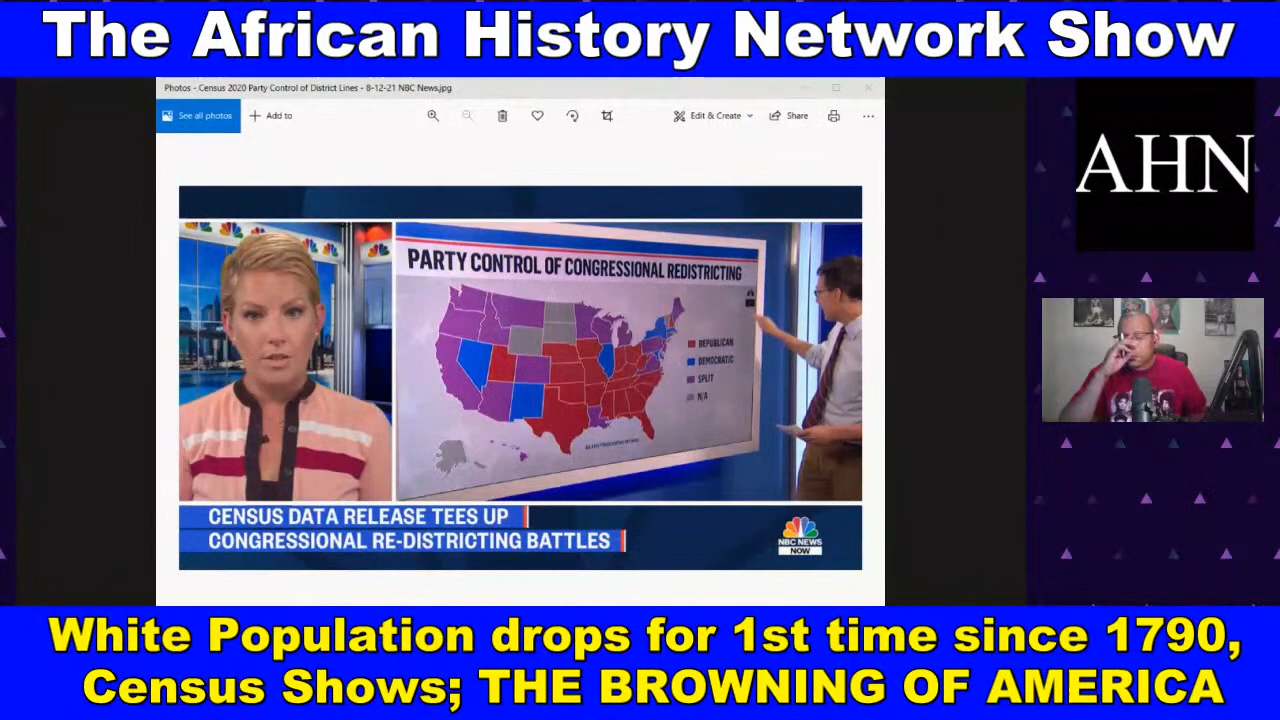 The African History Network Show
Photos - Census 2020 Party Control of District Lines - 8-12-21 NBC News.jpg
See all photos
Add to
Edit & Create
Share
AHN
PARTY CONTROL OF CONGRESSIONAL REDISTRICTING
REPUBLICAN
DEMOCRATIC
SPLIT
N/A
CENSUS DATA RELEASE TEES UP
CONGRESSIONAL RE-DISTRICTING BATTLES
NBC NEWS
NOW
White Population drops for 1st time since 1790,
Census Shows; THE BROWNING OF AMERICA